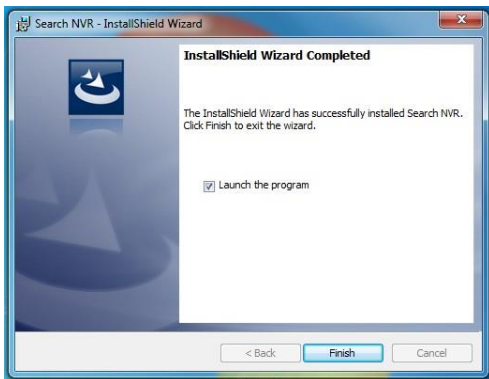 Search NVR - InstallShield Wizard
InstallShield Wizard Completed
The InstallShield Wizard has successfully installed Search NVR.
Click Finish to exit the wizard.
Launch the program
< Back
Finish
Cancel